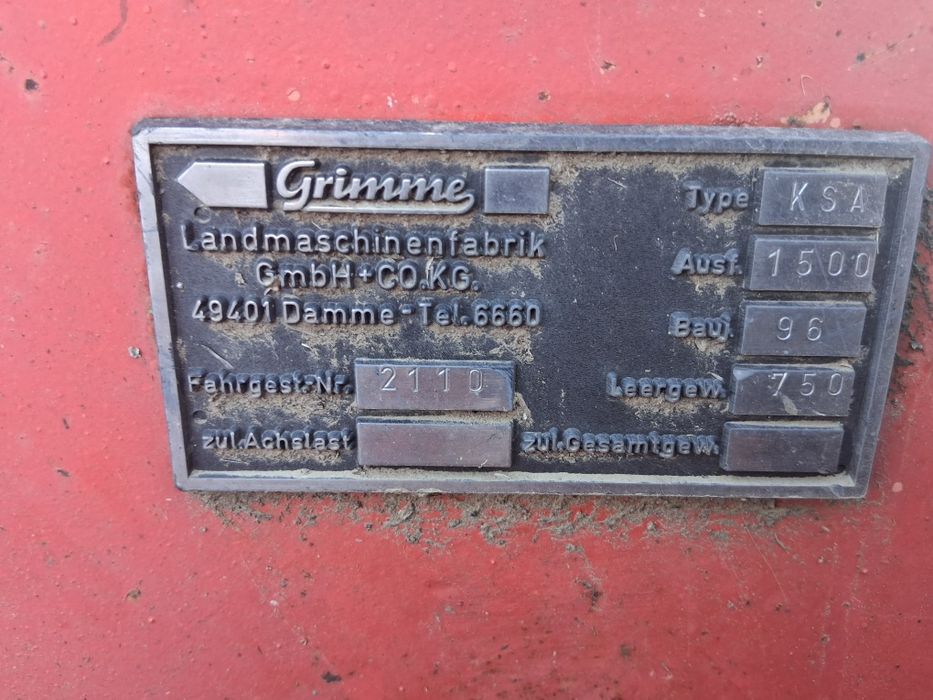 Grimme
Landmaschinenfabrik
GmbH+CO.KG.
49401 Damme-Tel.6660
Type KSA
Ausf. 1500
Bauj. 96
Fahrgest.-Nr. 2110
Leergew. 750
zul.Achslast
zul.Gesamtgew.